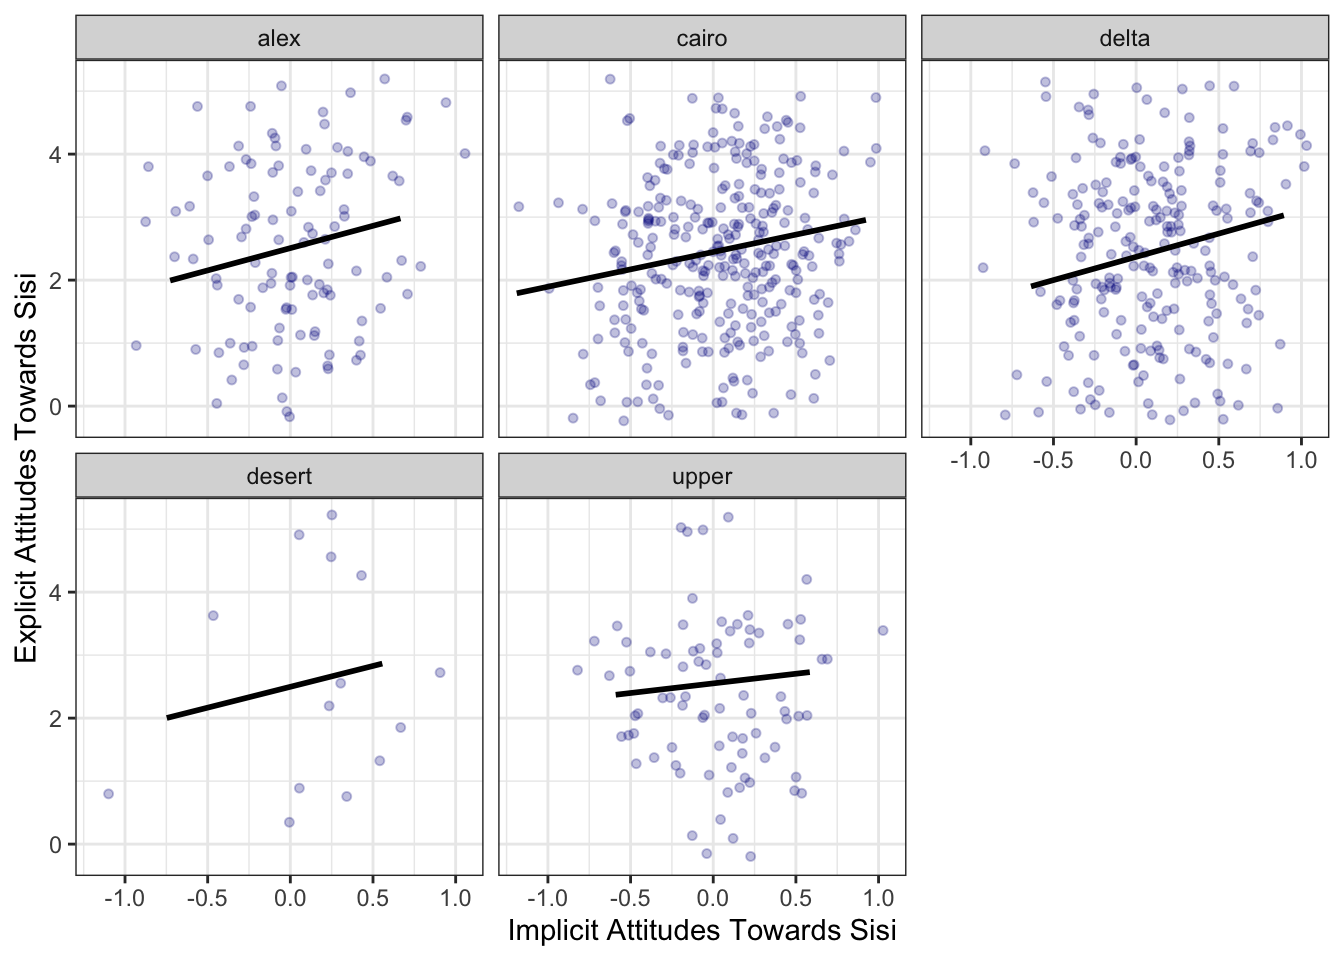 alex
cairo
delta
4
2
0
-1.0 -0.5 0.0 0.5 1.0
desert
upper
4
2
0
-1.0 -0.5 0.0 0.5 1.0
-1.0 -0.5 0.0 0.5 1.0
Implicit Attitudes Towards Sisi
Explicit Attitudes Towards Sisi